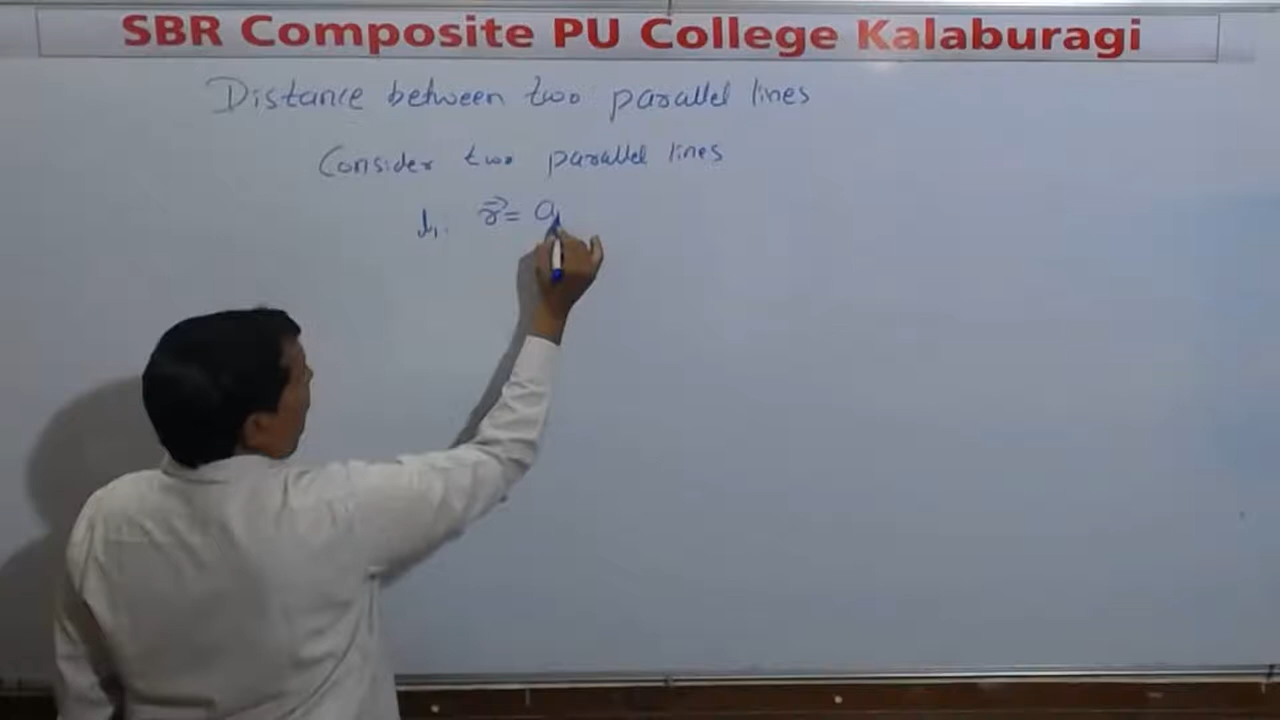 SBR Composite PU College Kalaburagi
Distance between two parallel lines
Consider two parallel lines
l₁. r⃗ = a